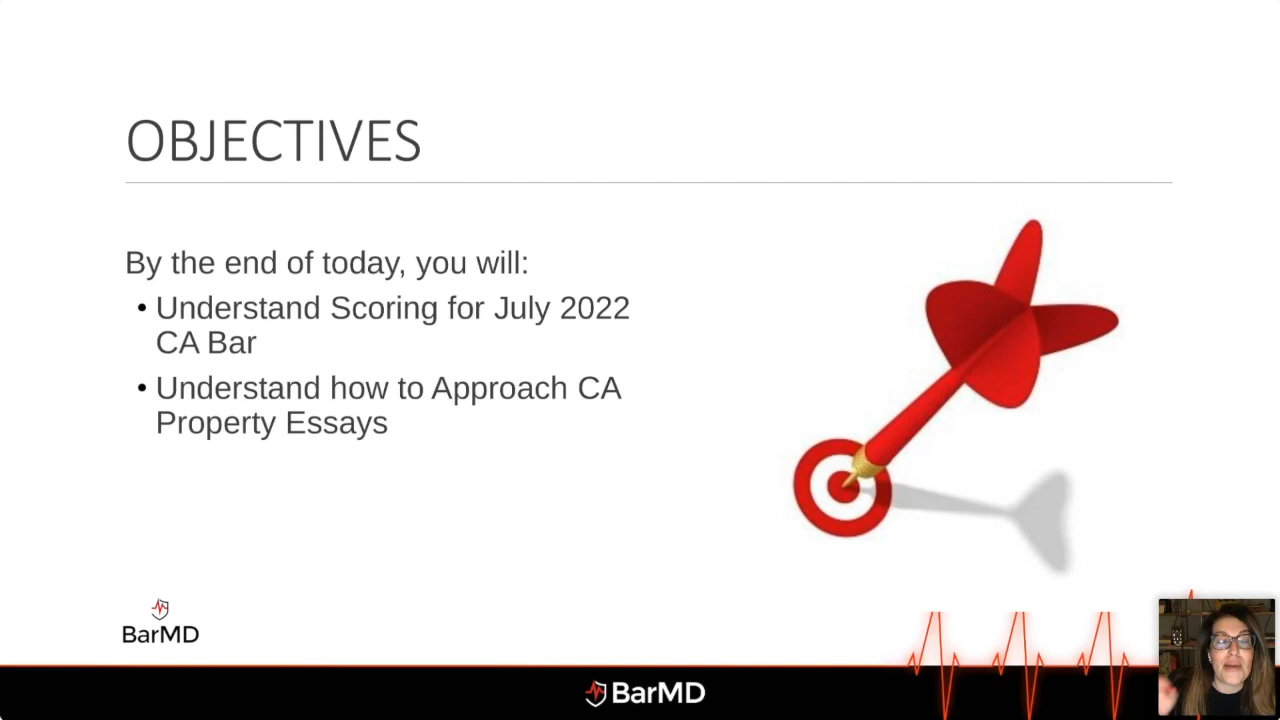 OBJECTIVES
By the end of today, you will:
• Understand Scoring for July 2022
CA Bar
• Understand how to Approach CA
Property Essays
BarMD
BarMD